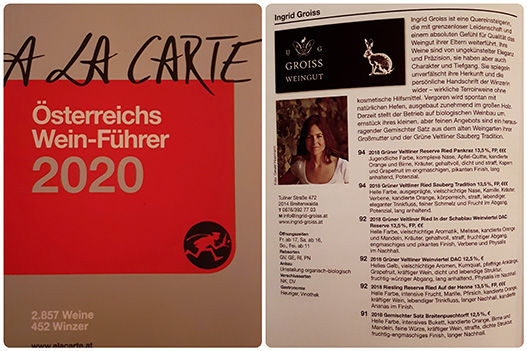 A LA CARTE
Österreichs
Wein-Führer
2020
2.857 Weine
452 Winzer
www.alacarte.at
Ingrid Groiss
U G
GROISS
WEINGUT
Ingrid Groiss ist eine Quereinsteigerin,
die mit grenzenloser Leidenschaft und
einem absoluten Gefühl für Qualität das
Weingut ihrer Eltern weiterführt. Ihre
Weine sind von ungekünstelter Eleganz
und Präzision, sie haben aber auch
Charakter und Tiefgang. Sie spiegeln
unverfälscht ihre Herkunft und die
persönliche Handschrift der Winzerin
wider – wirkliche Terroirweine ohne
kosmetische Hilfsmittel. Vergoren wird spontan mit
natürlichen Hefen, ausgebaut zunehmend im großen Holz.
Derzeit stellt der Betrieb auf biologischen Weinbau um.
Herzstück ihres kleinen, aber feinen Angebots sind ein heraus-
ragender Gemischter Satz aus dem alten Weingarten ihrer
Großmutter und der Grüne Veltliner Sauberg Tradition.
94 2018 Grüner Veltliner Reserve Ried Pankraz 13,5%, FP, €€€
Jugendliche Farbe, komplexe Nase, Apfel-Quitte, kandierte
Orange und Birne, Kräuter, gehaltvoll, dicht und straff, Kapern
und Grapefruit im engmaschigen, pikanten Finish, lang
anhaltend, Potenzial.
94 2018 Grüner Veltliner Ried Sauberg Tradition 13,5%, FP, €€€
Helle Farbe, ausgeprägte, vielschichtige Nase, Kamille, Kräuter,
Verbene, kandierte Orange, körperreich, straff, lebendig,
eleganter Trinkfluss, feiner Schmelz und Frucht im Abgang,
Potenzial, lang anhaltend.
92 2018 Grüner Veltliner Ried In der Schablau Weinviertel DAC
Reserve 13,5%, FP, €€
Helle Farbe, vielschichtige Aromatik, Melisse, kandierte Orange
und Mandeln, Kräuter, gehaltvoll, straff, fruchtiger Abgang,
engmaschiges und pikantes Finish, Verbene und Physalis
im Nachhall.
92 2018 Grüner Veltliner Weinviertel DAC 12,5%, €
Helles Gelb, vielschichtige Aromen, Kumquat, pfeffrige Anklänge,
Grapefruit, kräftiger Wein, dicht und lebendige Struktur,
fruchtig-würziger Abgang, lang anhaltend, Physalis im Nachhall.
92 2018 Riesling Reserve Ried Auf der Henne 13,5%, FP, €€€
Helle Farbe, intensive Frucht, Marille, Pfirsich, kandierte Orange,
kräftiger Wein, lebendiger Trinkfluss, langer Nachhall, kandierte
Ananas im Finish.
91 2018 Gemischter Satz Braitenpuechtorff 12,5%, €
Helle Farbe, intensives Bukett, kandierte Orange, Birne und
Mandeln, feine Würze, kräftiger Wein, straffe, dichte Struktur,
fruchtig-pikantes Finish, langer Nachhall.
Tullner Straße 472
2014 Breitenwaida
T 0676/392 77 03
info@ingrid-groiss.at
www.ingrid-groiss.at
Öffnungszeiten
Fr. ab 17, Sa. ab 16,
So., Fei. ab 11
Rebsorten
GV, GE, RI, PN
Anbau
Umstellung organisch-biologisch
Verschlussarten
NK, DV
Gastro
Heuriger, Vinothek